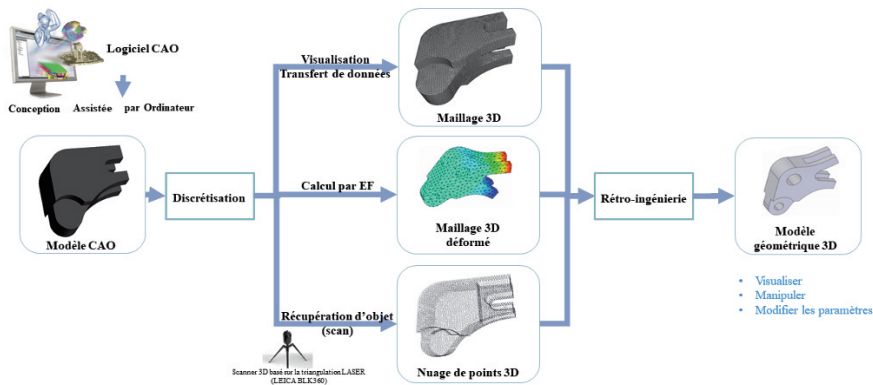 Logiciel CAO
Conception Assistée par Ordinateur
Modèle CAO
Discrétisation
Visualisation
Transfert de données
Calcul par EF
Récupération d'objet
(scan)
Scanner 3D basé sur la triangulation LASER
(LEICA BLK360)
Maillage 3D
Maillage 3D
déformé
Nuage de points 3D
Rétro-ingénierie
Modèle
géométrique 3D
• Visualiser
• Manipuler
• Modifier les paramètres